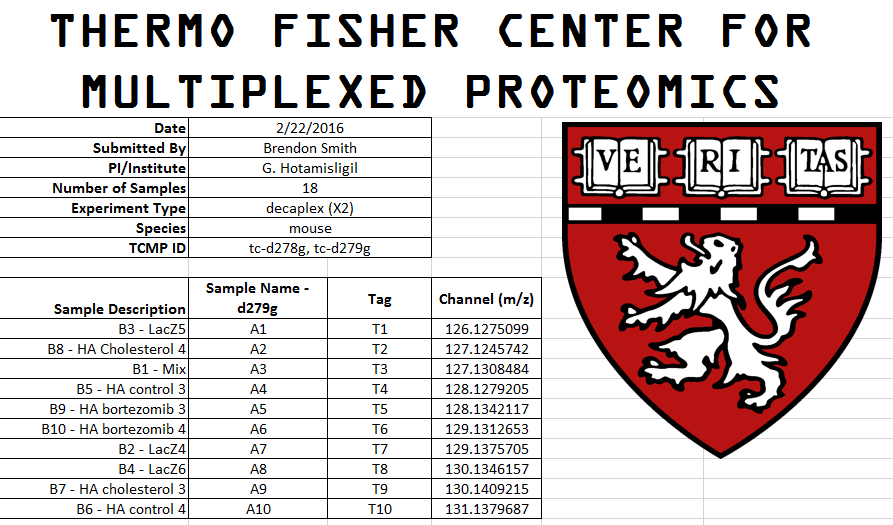 THERMO FISHER CENTER FOR
MULTIPLEXED PROTEOMICS
Date 2/22/2016
Submitted By Brendon Smith
PI/Institute G. Hotamisligil
Number of Samples 18
Experiment Type decaplex (X2)
Species mouse
TCMP ID tc-d278g, tc-d279g
VE RI TAS
Sample Description Sample Name - d279g Tag Channel (m/z)
B3 - LacZ5 A1 T1 126.1275099
B8 - HA Cholesterol 4 A2 T2 127.1245742
B1 - Mix A3 T3 127.1308484
B5 - HA control 3 A4 T4 128.1279205
B9 - HA bortezomib 3 A5 T5 128.1342117
B10 - HA bortezomib 4 A6 T6 129.1312653
B2 - LacZ4 A7 T7 129.1375705
B4 - LacZ6 A8 T8 130.1346157
B7 - HA cholesterol 3 A9 T9 130.1409215
B6 - HA control 4 A10 T10 131.1379687